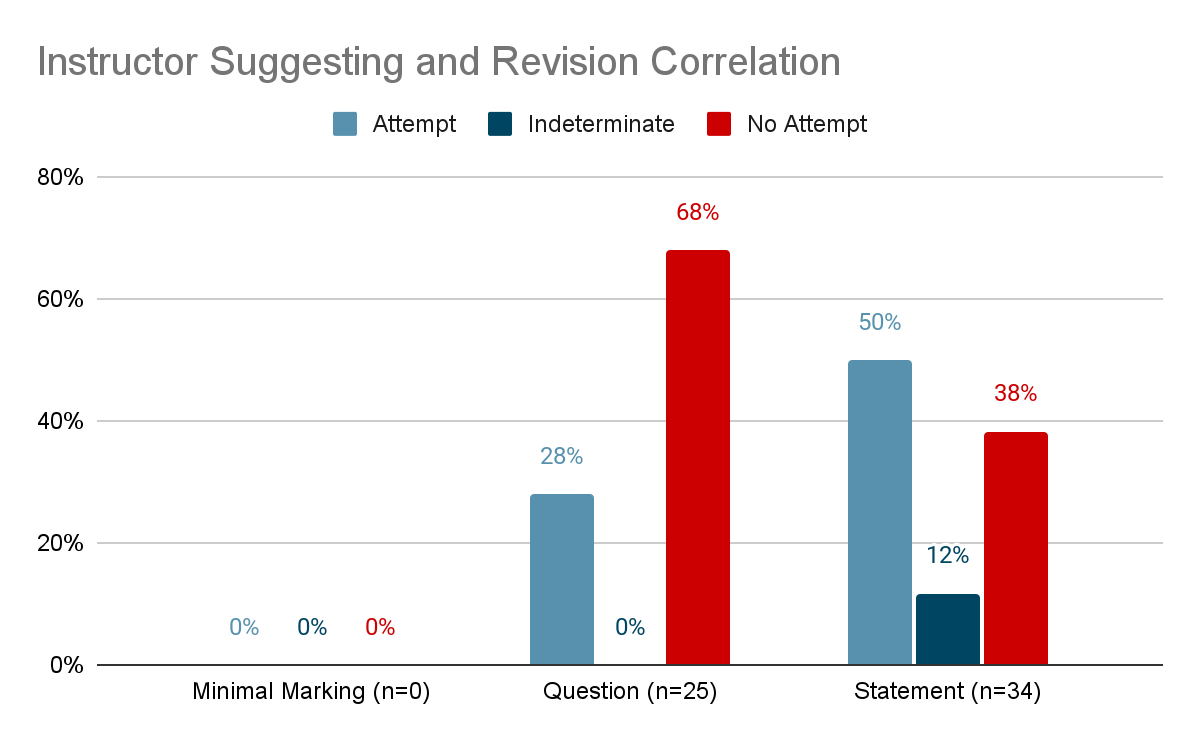 Instructor Suggesting and Revision Correlation
Attempt Indeterminate No Attempt
80%
68%
60%
50%
40%
38%
28%
20%
12%
0% 0% 0% 0%
0%
Minimal Marking (n=0) Question (n=25) Statement (n=34)